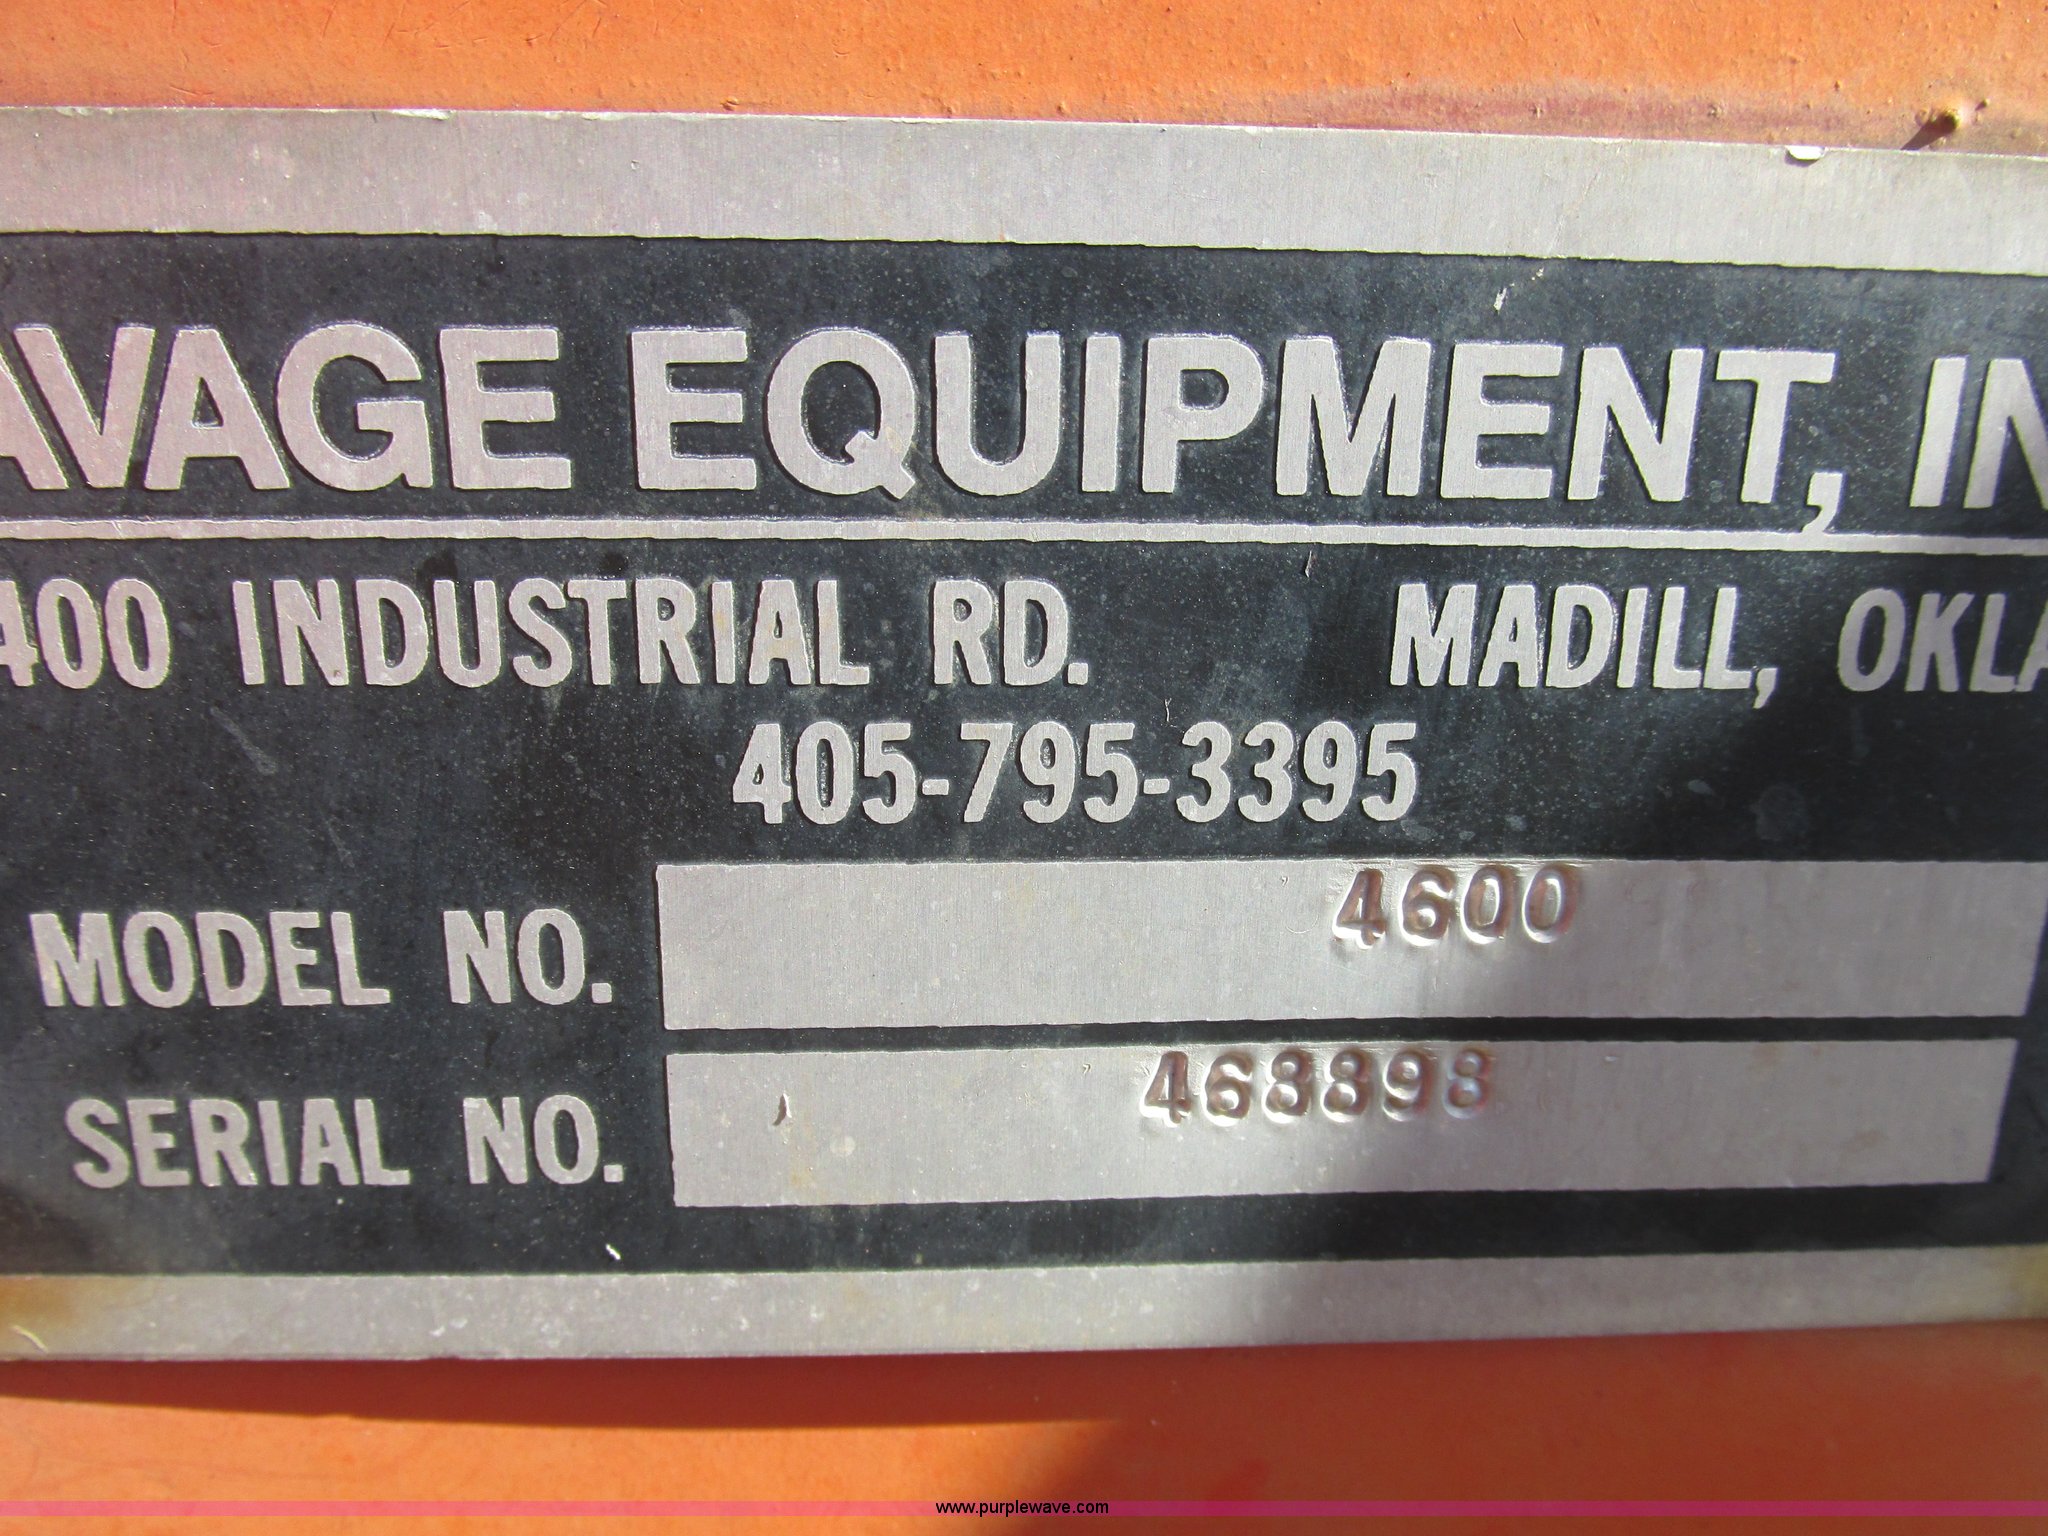 AVAGE EQUIPMENT, IN
400 INDUSTRIAL RD. MADILL, OKLA
405-795-3395
MODEL NO. 4600
SERIAL NO. 468898
www.purplewave.com